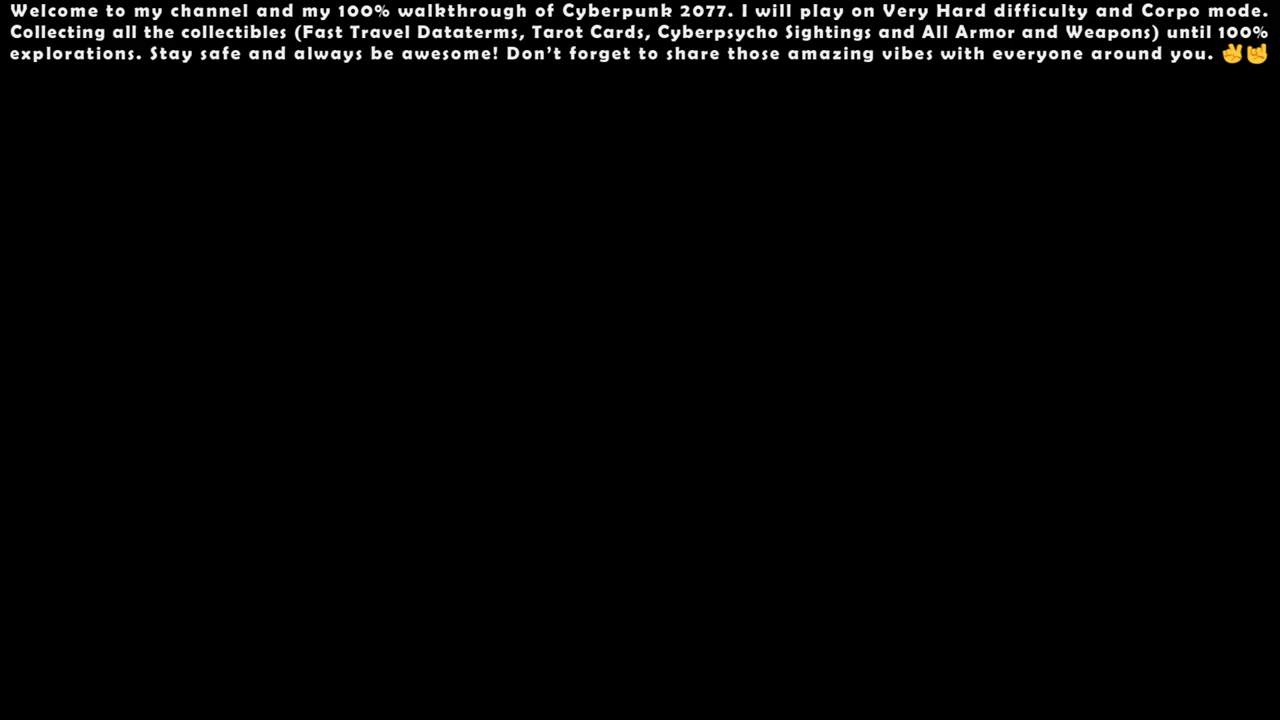 Welcome to my channel and my 100% walkthrough of Cyberpunk 2077. I will play on Very Hard difficulty and Corpo mode.
Collecting all the collectibles (Fast Travel Dataterms, Tarot Cards, Cyberpsycho Sightings and All Armor and Weapons) until 100%
explorations. Stay safe and always be awesome! Don’t forget to share those amazing vibes with everyone around you. ✌🤘